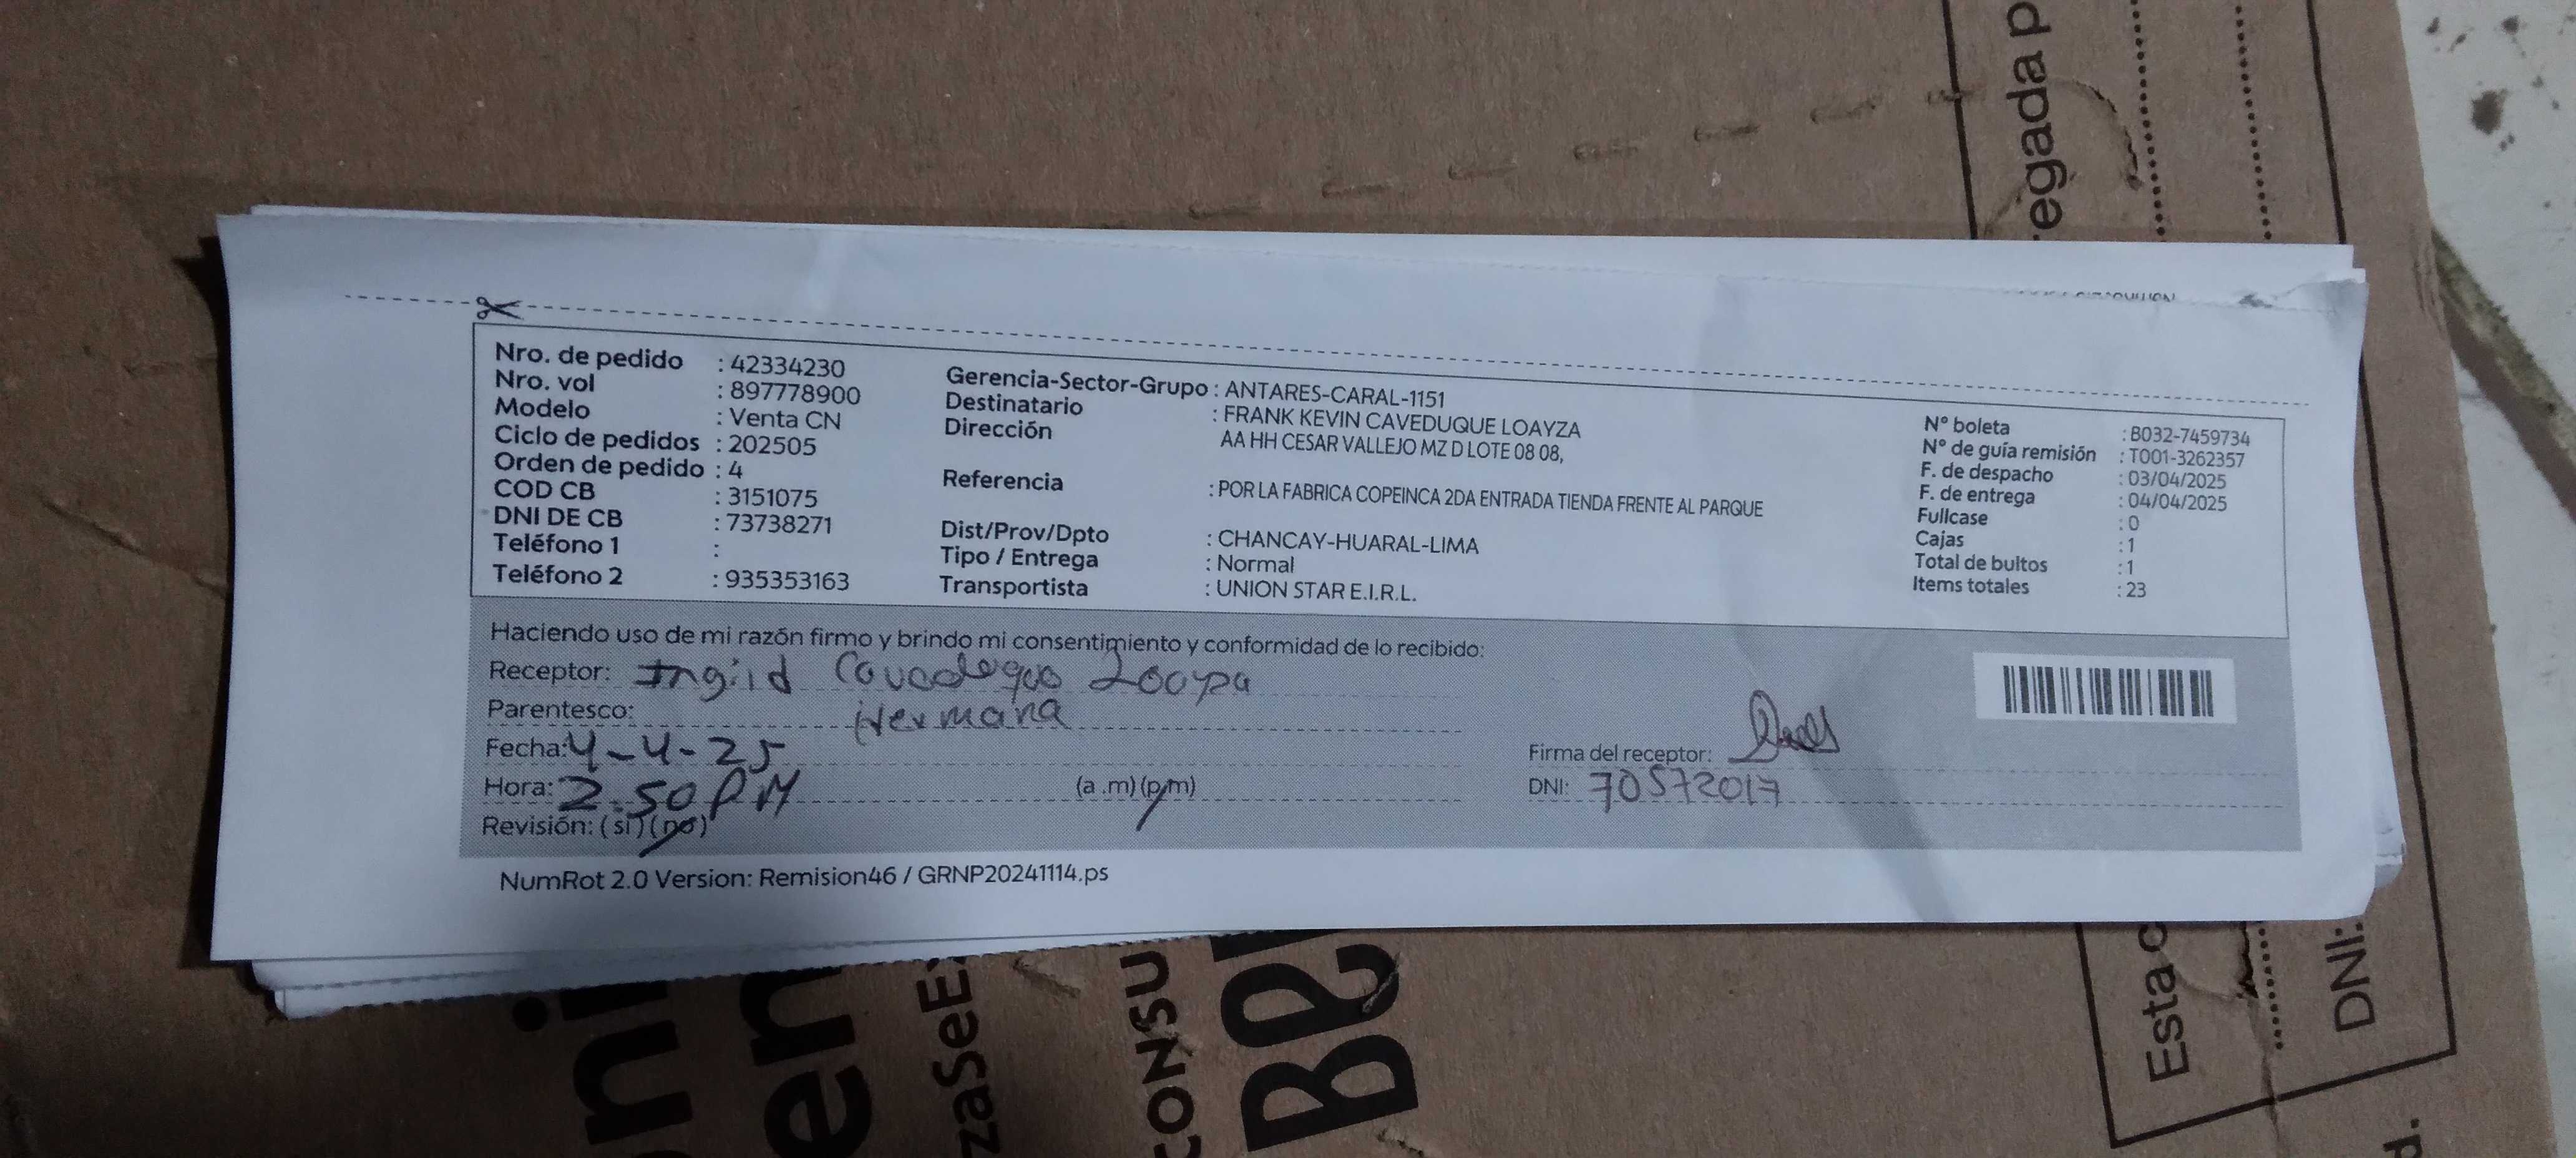 Nro. de pedido : 42334230
Nro. vol : 897778900
Modelo : Venta CN
Ciclo de pedidos : 202505
Orden de pedido : 4
COD CB : 3151075
DNI DE CB : 73738271
Teléfono 1 :
Teléfono 2 : 935353163
Gerencia-Sector-Grupo : ANTARES-CARAL-1151
Destinatario : FRANK KEVIN CAVEDUQUE LOAYZA
Dirección AA HH CESAR VALLEJO MZ D LOTE 08 08,
Referencia : POR LA FABRICA COPEINCA 2DA ENTRADA TIENDA FRENTE AL PARQUE
Dist/Prov/Dpto : CHANCAY-HUARAL-LIMA
Tipo / Entrega : Normal
Transportista : UNION STAR E.I.R.L.
N° boleta : B032-7459734
N° de guía remisión : T001-3262357
F. de despacho : 03/04/2025
F. de entrega : 04/04/2025
Fullcase : 0
Cajas : 1
Total de bultos : 1
Items totales : 23
Haciendo uso de mi razón firmo y brindo mi consentimiento y conformidad de lo recibido:
Receptor: Ingrid
Parentesco: Hermana
Fecha: 4-4-25
Hora: 2:50 PM (a .m) (p.m)
Revisión: (si) (no)
Firma del receptor:
DNI: 70572017
NumRot 2.0 Version: Remision46 / GRNP20241114.ps
egada p
Esta c
DNI:
zaSeEx
CONSU